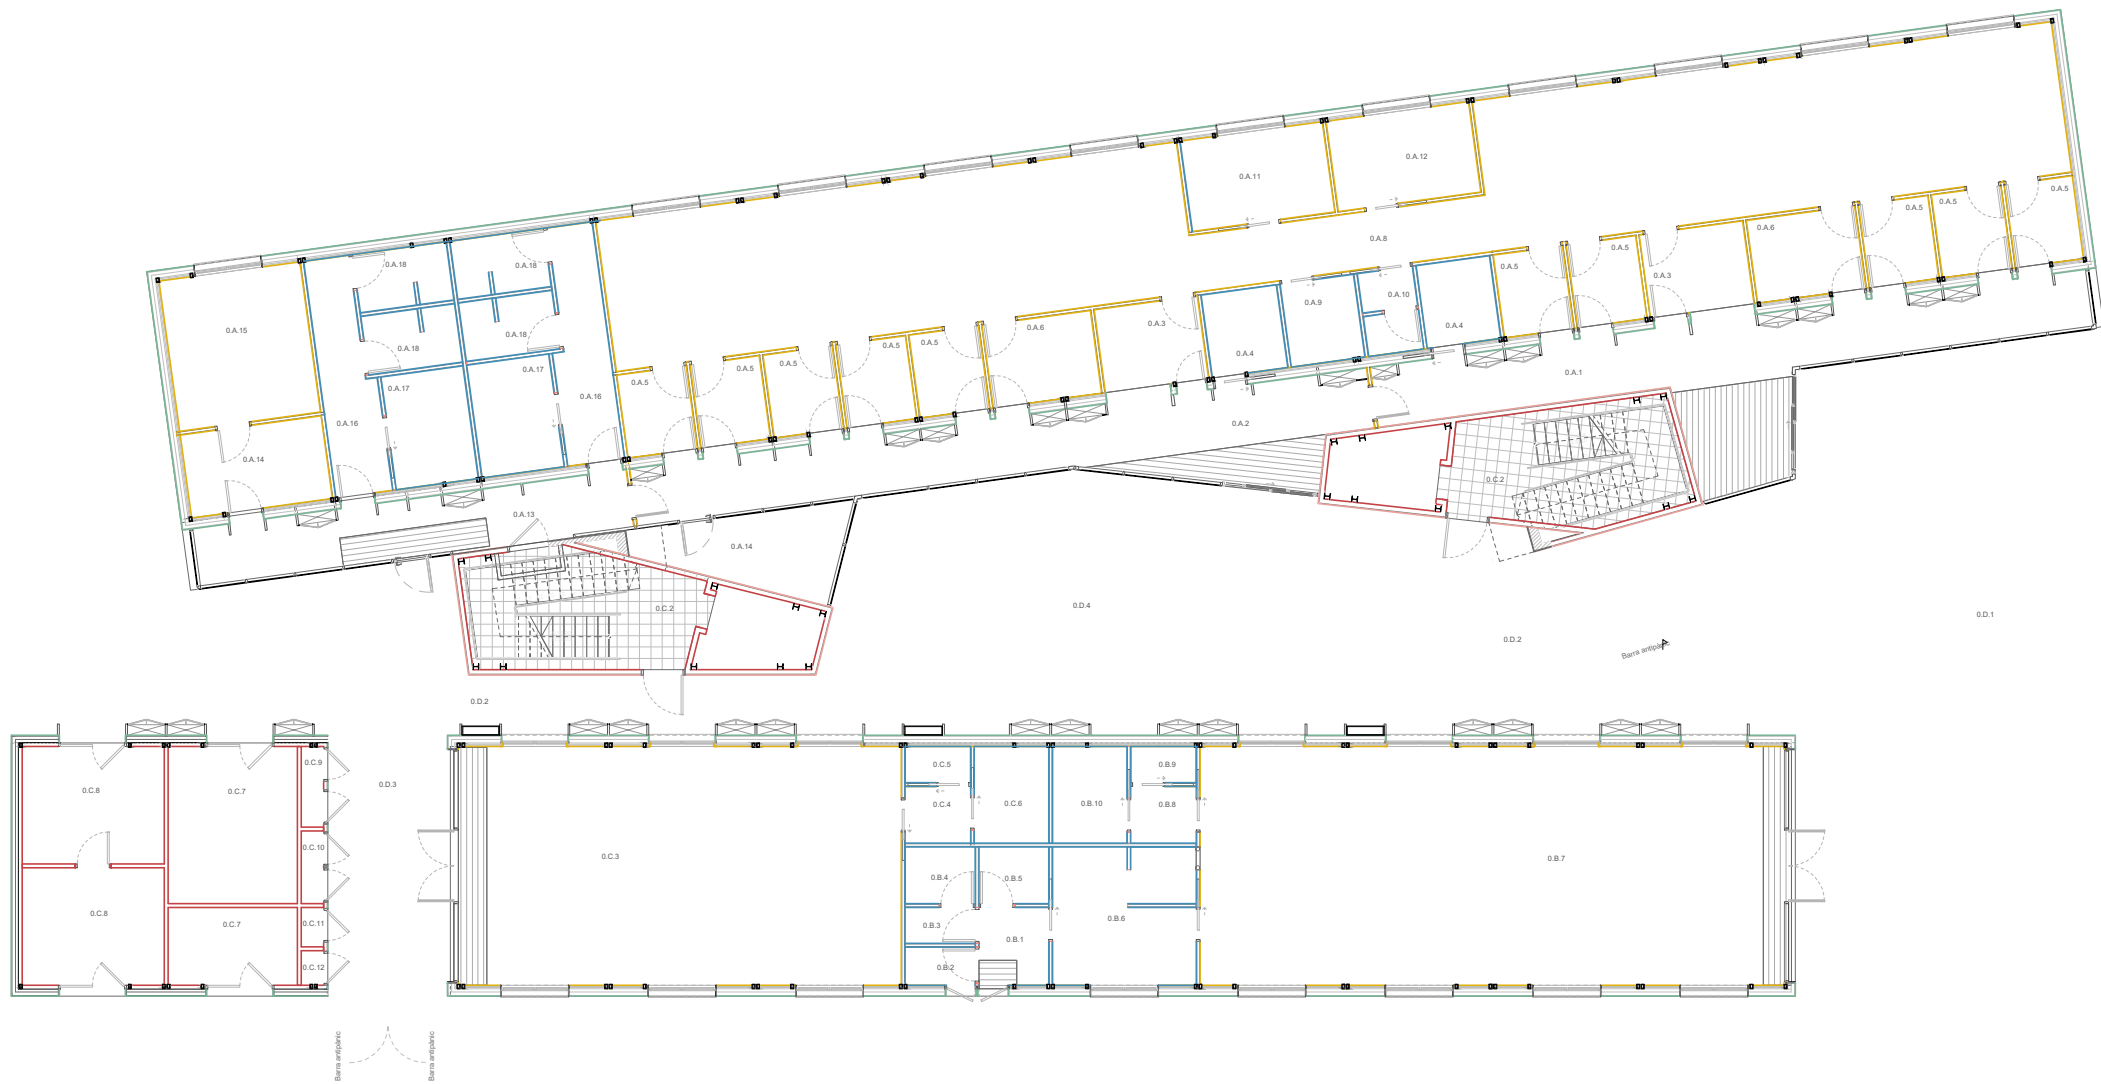 0.A.12
0.A.11
0.A.5
0.A.5
0.A.5
0.A.6
0.A.8
0.A.5
0.A.3
0.A.5
0.A.18
0.A.18
0.A.9
0.A.10
0.A.15
0.A.18
0.A.6
0.A.3
0.A.4
0.A.18
0.A.5
0.A.5
0.A.5
0.A.5
0.A.4
0.A.17
0.A.17
0.A.5
0.A.1
0.A.16
0.A.16
0.A.2
0.A.14
0.C.2
0.A.13
0.A.14
0.C.2
0.D.4
0.D.1
0.D.2
Barra antipànic
0.D.2
0.C.9
0.C.5
0.B.9
0.D.3
0.C.8
0.C.7
0.C.4
0.C.6
0.B.10
0.B.8
0.C.10
0.C.3
0.B.7
0.B.4
0.B.5
0.C.8
0.C.7
0.C.11
0.B.3
0.B.6
0.B.1
0.C.12
0.B.2
Barra antipànic
Barra antipànic